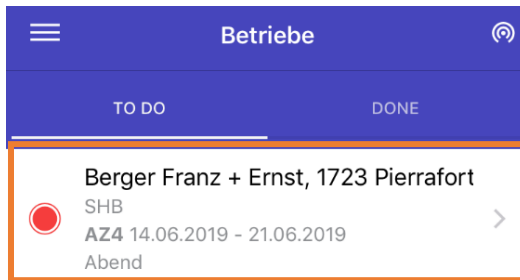 Betriebe
TO DO
DONE
Berger Franz + Ernst, 1723 Pierrafort
SHB
AZ4 14.06.2019 - 21.06.2019
Abend